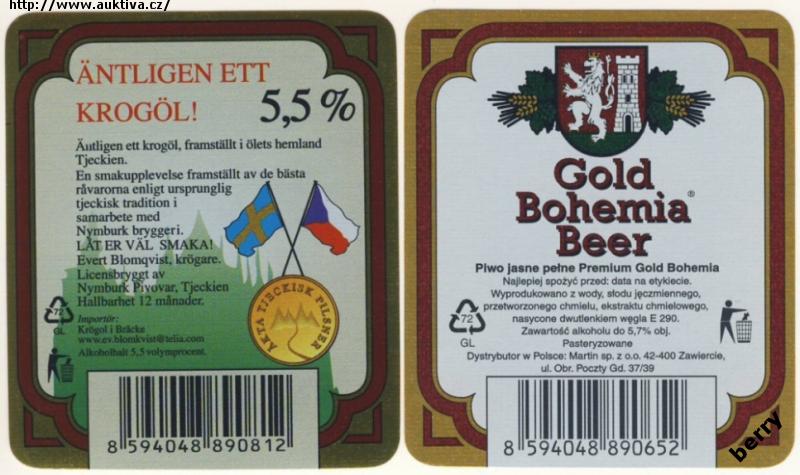 http://www.auktiva.cz/
ÄNTLIGEN ETT
KROGÖL! 5,5 %
Äntligen ett krogöl, framställt i ölets hemland
Tjeckien.
En smakupplevelse framställt av de bästa
råvarorna enligt ursprunglig
tjeckisk tradition i
samarbete med
Nymburk bryggeri.
LÅT ER VÄL SMAKA!
Evert Blomqvist, krögare.
Licensbryggt av
Nymburk Pivovar, Tjeckien
Hallbarhet 12 månader.
Importör:
Krögol i Bräcke
www.ev.blomkvist@telia.com
Alkoholhalt 5,5 volymprocent.
72
GL
ÄKTA TJECKISK PILSNER
8 594048 890812
Gold
Bohemia®
Beer
Piwo jasne pełne Premium Gold Bohemia
Najlepiej spożyć przed: data na etykiecie.
Wyprodukowano z wody, słodu jęczmiennego,
przetworzonego chmielu, ekstraktu chmielowego,
nasycone dwutlenkiem węgla E 290.
Zawartość alkoholu do 5,7% obj.
Pasteryzowane
Dystrybutor w Polsce: Martin sp. z o.o. 42-400 Zawiercie,
ul. Obr. Poczty Gd. 37/39
72
GL
8 594048 890652
berry